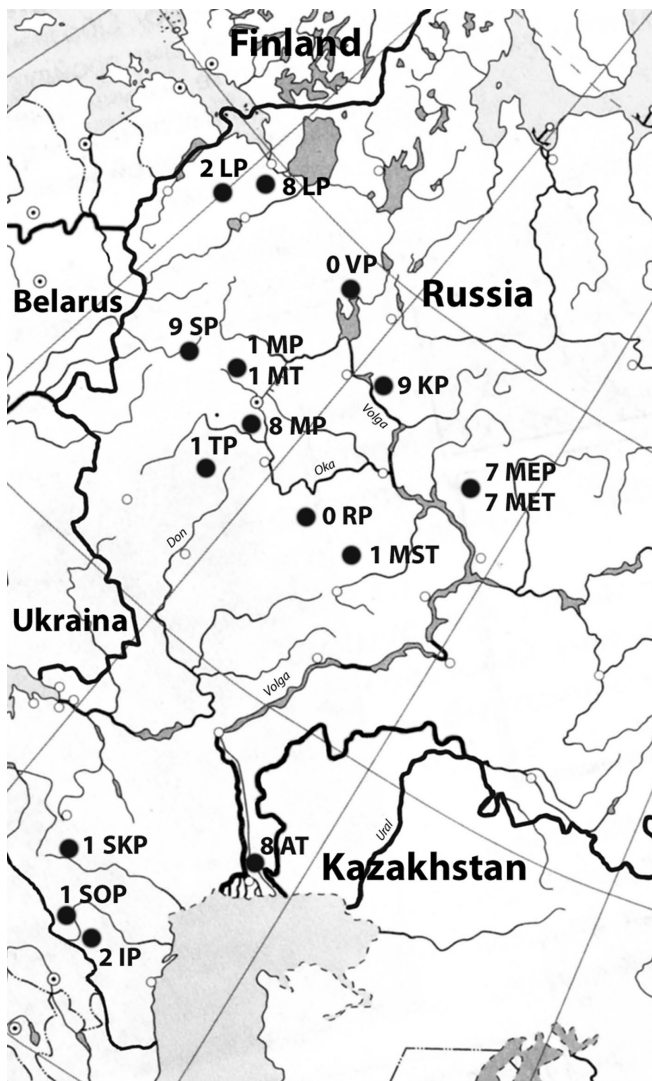 Finland
2 LP
8 LP
0 VP
Russia
Belarus
9 SP
1 MP
1 MT
9 KP
Volga
8 MP
1 TP
Oka
7 MEP
7 MET
0 RP
Don
1 MST
Ukraina
Volga
Ural
1 SKP
8 AT
Kazakhstan
1 SOP
2 IP